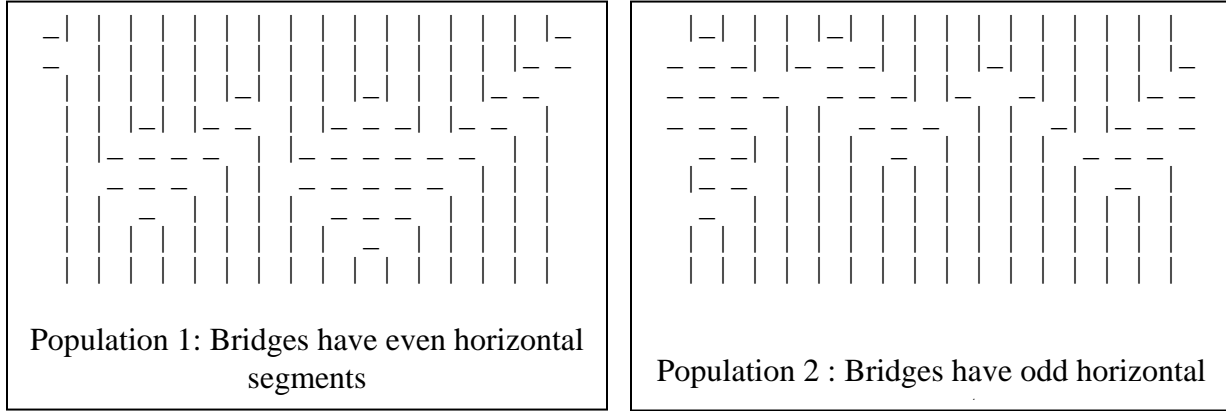 Population 1: Bridges have even horizontal
segments
Population 2 : Bridges have odd horizontal